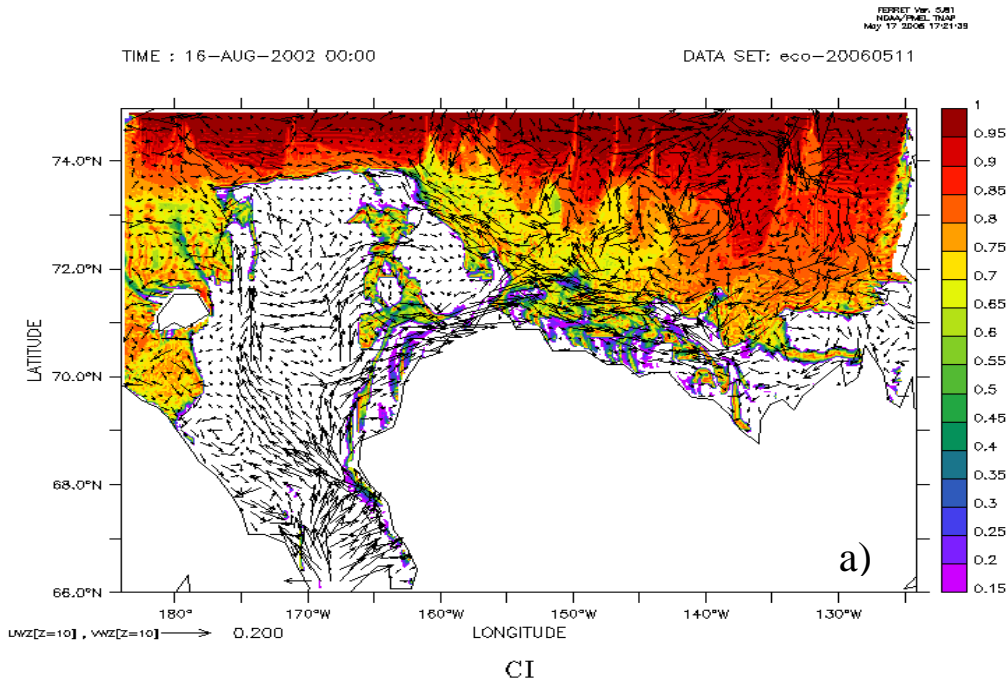 FERRET Ver. 5.81
NOAA/PMEL TMAP
May 17 2006 17:21:39
TIME : 16-AUG-2002 00:00
DATA SET: eco-20060511
1
0.95
0.9
0.85
0.8
0.75
0.7
0.65
0.6
0.55
0.5
0.45
0.4
0.35
0.3
0.25
0.2
0.15
LATITUDE
74.0°N
72.0°N
70.0°N
68.0°N
66.0°N
a)
180° 170°W 160°W 150°W 140°W 130°W
LONGITUDE
UWZ[Z=10] , VWZ[Z=10] 0.200
CI